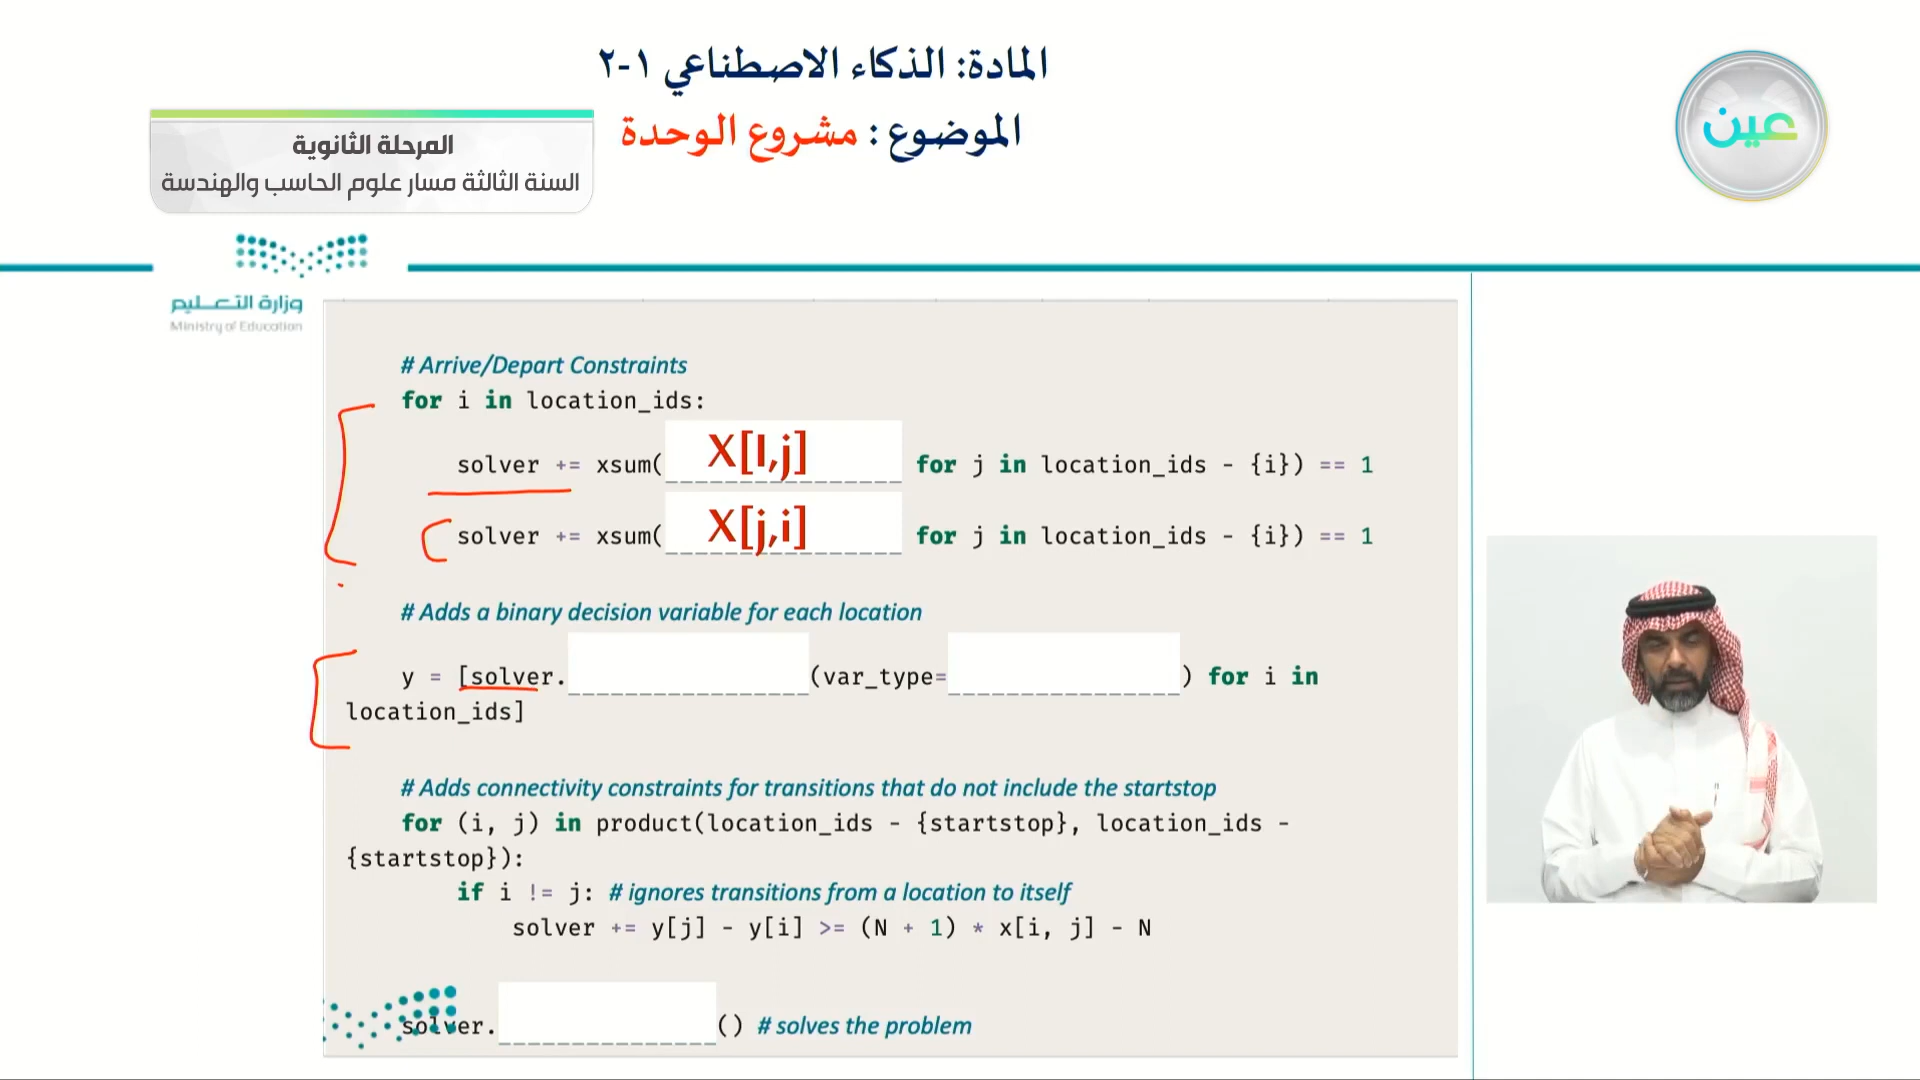 المادة: الذكاء الاصطناعي ١-٢
الموضوع : مشروع الوحدة
المرحلة الثانوية
السنة الثالثة مسار علوم الحاسب والهندسة
عين
وزارة التعليم
Ministry of Education
# Arrive/Depart Constraints
for i in location_ids:
solver += xsum( X[I,j] for j in location_ids - {i}) == 1
solver += xsum( X[j,i] for j in location_ids - {i}) == 1
# Adds a binary decision variable for each location
y = [solver. (var_type= ) for i in
location_ids]
# Adds connectivity constraints for transitions that do not include the startstop
for (i, j) in product(location_ids - {startstop}, location_ids -
{startstop}):
if i != j: # ignores transitions from a location to itself
solver += y[j] - y[i] >= (N + 1) * x[i, j] - N
solver. () # solves the problem